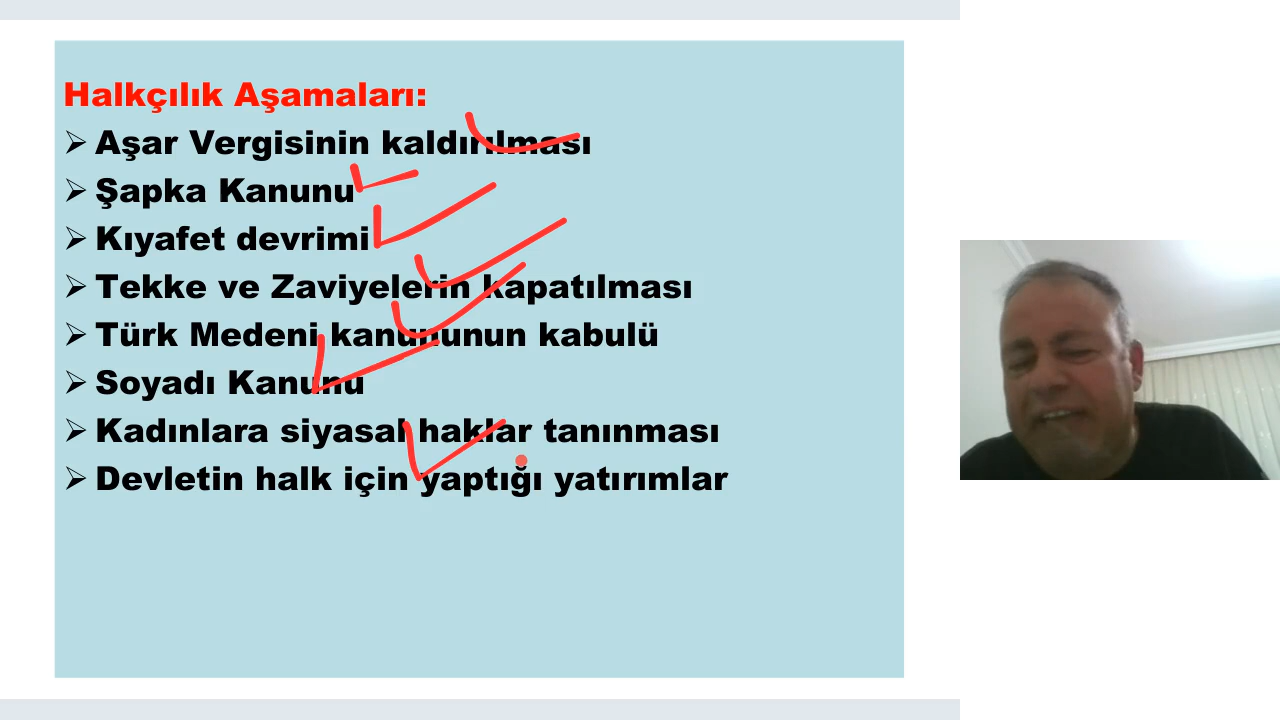 Halkçılık Aşamaları:
Aşar Vergisinin kaldırılması
Şapka Kanunu
Kıyafet devrimi
Tekke ve Zaviyelerin kapatılması
Türk Medeni kanununun kabulü
Soyadı Kanunu
Kadınlara siyasal haklar tanınması
Devletin halk için yaptığı yatırımlar